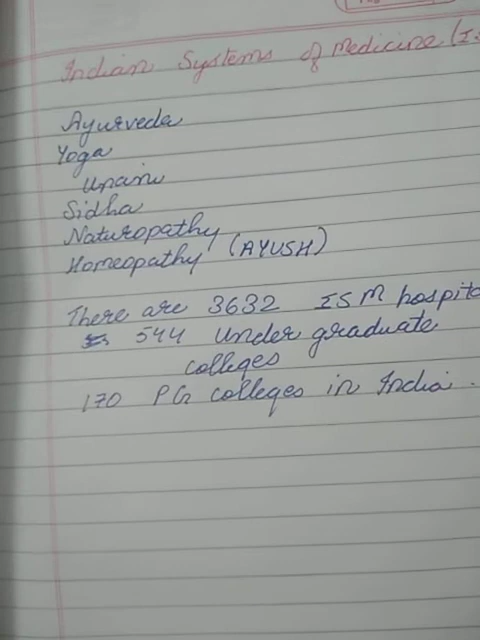 Indian Systems of Medicine (I.
Ayurveda
Yoga
Unani
Sidha
Naturopathy
Homeopathy (AYUSH)
There are 3632 ISM hospita
544 Under graduate
colleges
170 PG colleges in India.